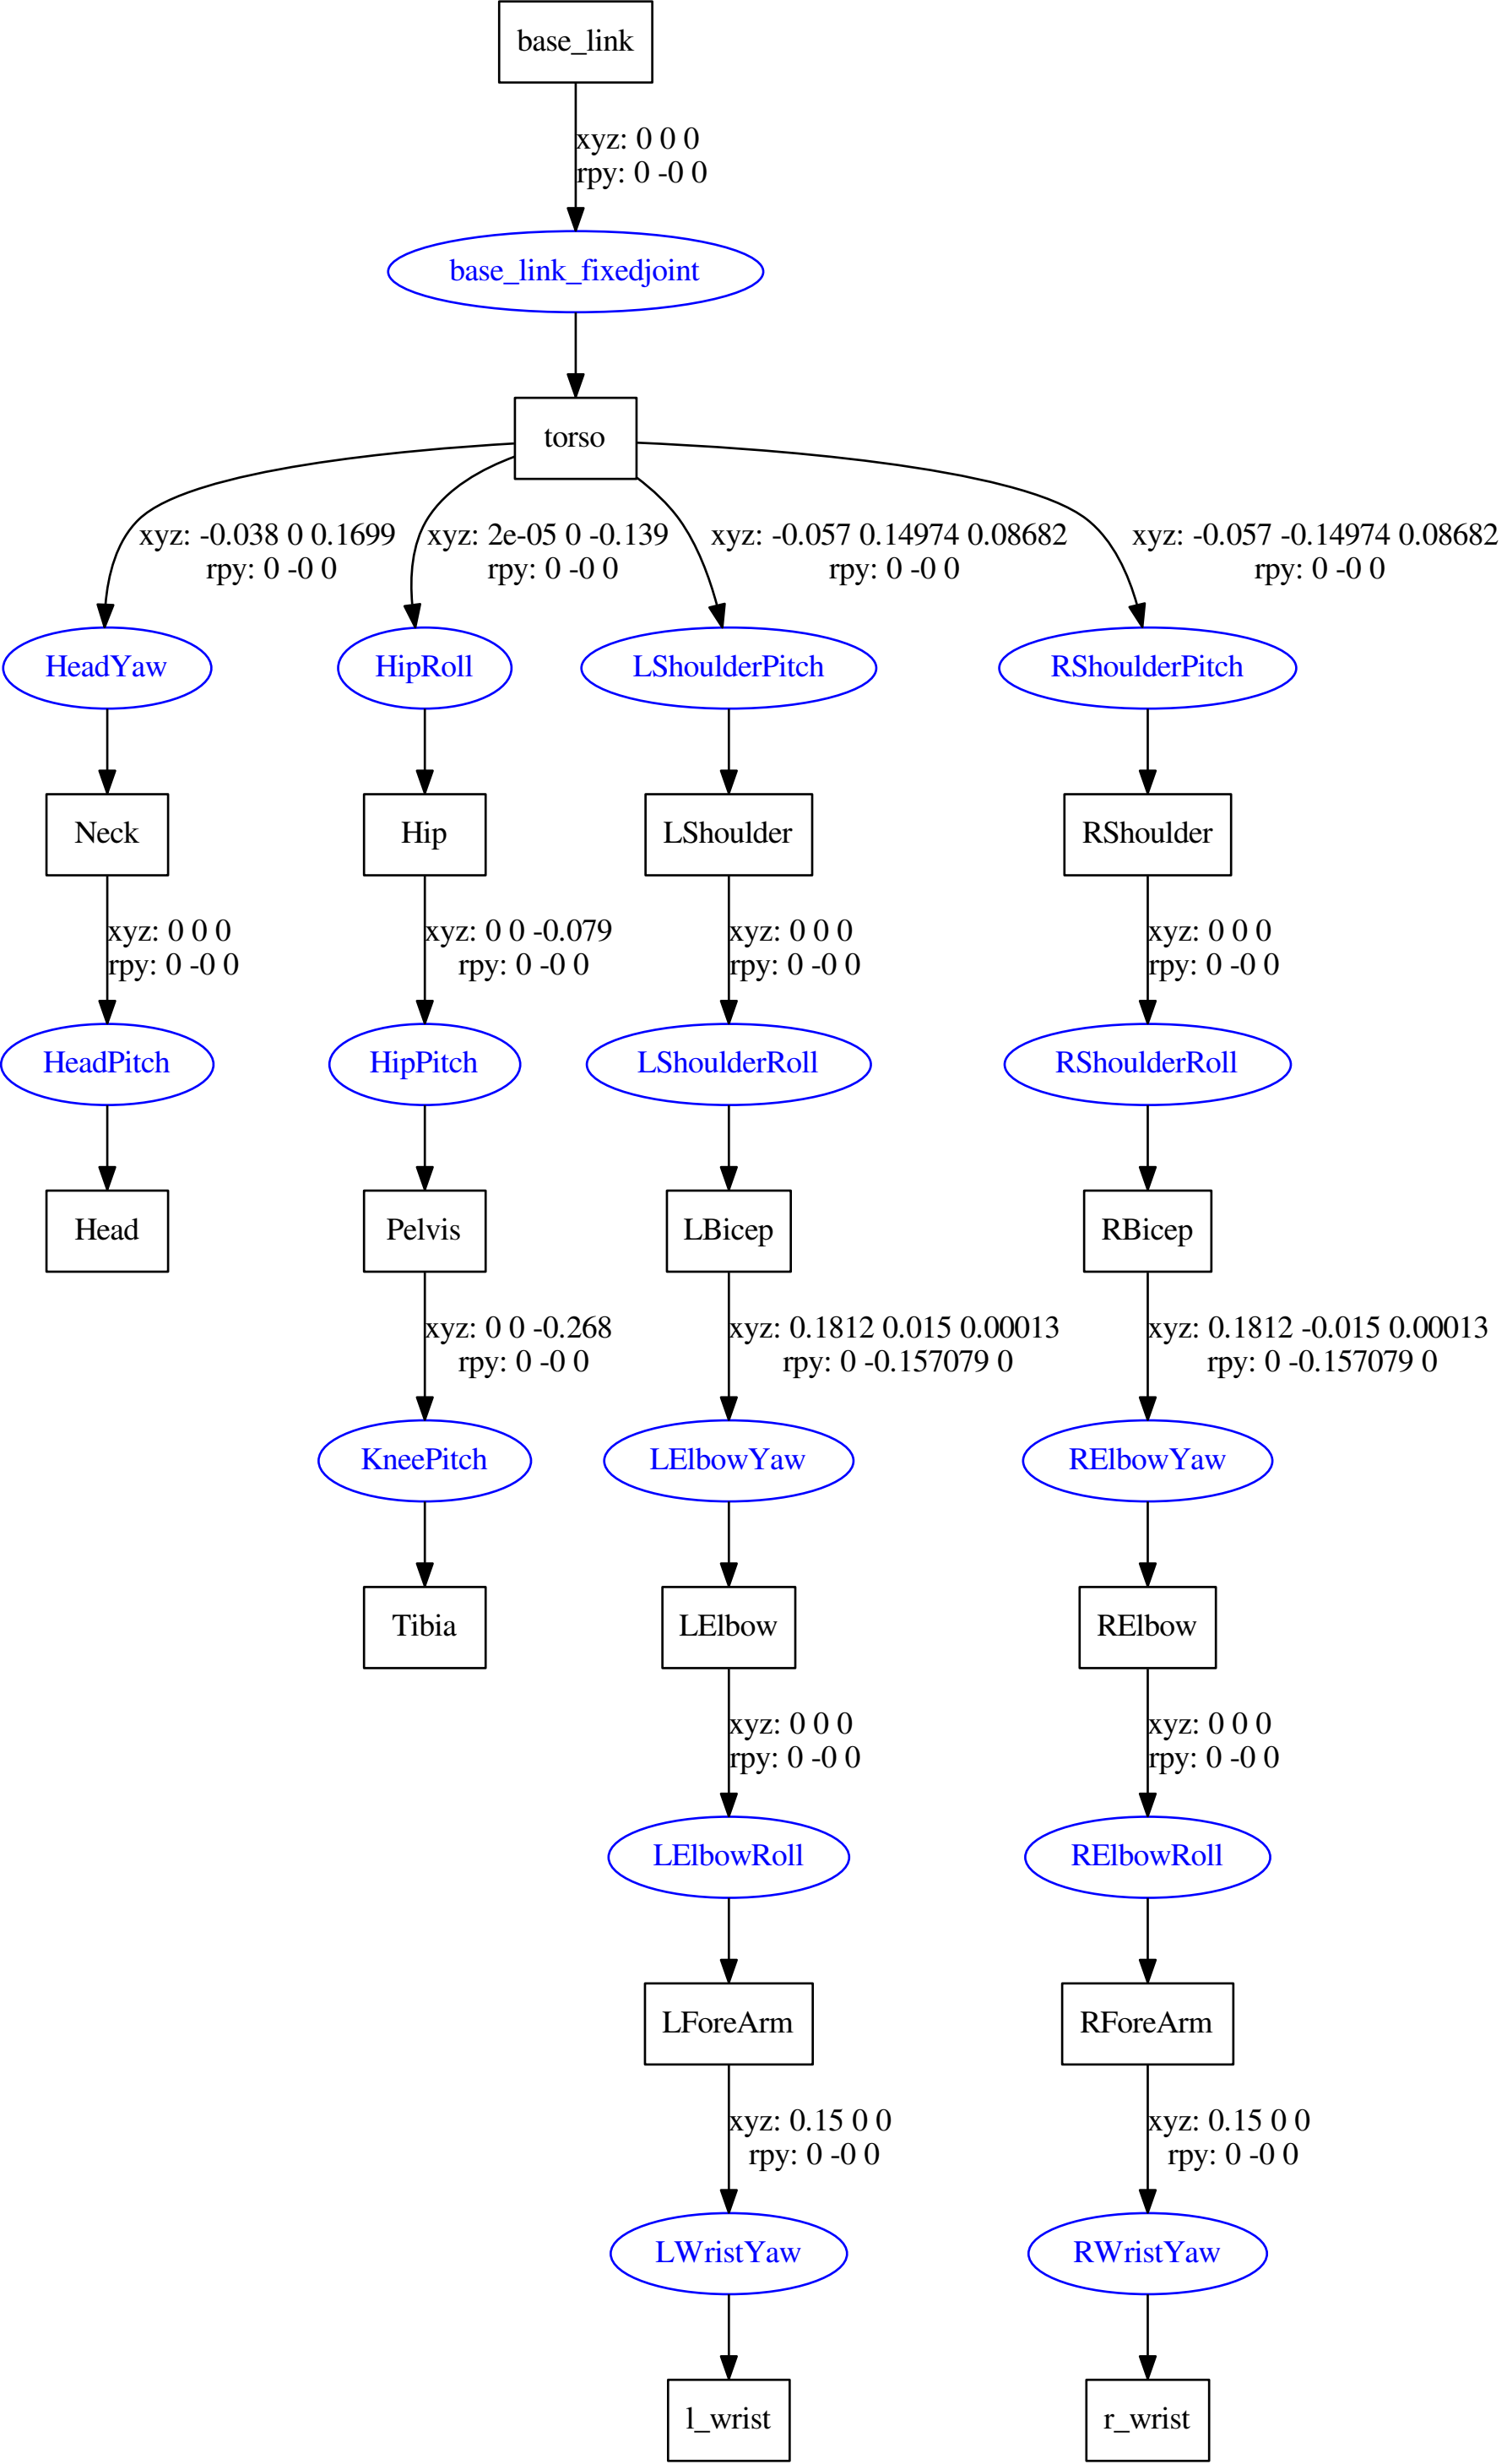 base_link
xyz: 0 0 0
rpy: 0 -0 0
base_link_fixedjoint
torso
xyz: -0.038 0 0.1699
rpy: 0 -0 0
xyz: 2e-05 0 -0.139
rpy: 0 -0 0
xyz: -0.057 0.14974 0.08682
rpy: 0 -0 0
xyz: -0.057 -0.14974 0.08682
rpy: 0 -0 0
HeadYaw
HipRoll
LShoulderPitch
RShoulderPitch
Neck
Hip
LShoulder
RShoulder
xyz: 0 0 0
rpy: 0 -0 0
xyz: 0 0 -0.079
rpy: 0 -0 0
xyz: 0 0 0
rpy: 0 -0 0
xyz: 0 0 0
rpy: 0 -0 0
HeadPitch
HipPitch
LShoulderRoll
RShoulderRoll
Head
Pelvis
LBicep
RBicep
xyz: 0 0 -0.268
rpy: 0 -0 0
xyz: 0.1812 0.015 0.00013
rpy: 0 -0.157079 0
xyz: 0.1812 -0.015 0.00013
rpy: 0 -0.157079 0
KneePitch
LElbowYaw
RElbowYaw
Tibia
LElbow
RElbow
xyz: 0 0 0
rpy: 0 -0 0
xyz: 0 0 0
rpy: 0 -0 0
LElbowRoll
RElbowRoll
LForeArm
RForeArm
xyz: 0.15 0 0
rpy: 0 -0 0
xyz: 0.15 0 0
rpy: 0 -0 0
LWristYaw
RWristYaw
l_wrist
r_wrist